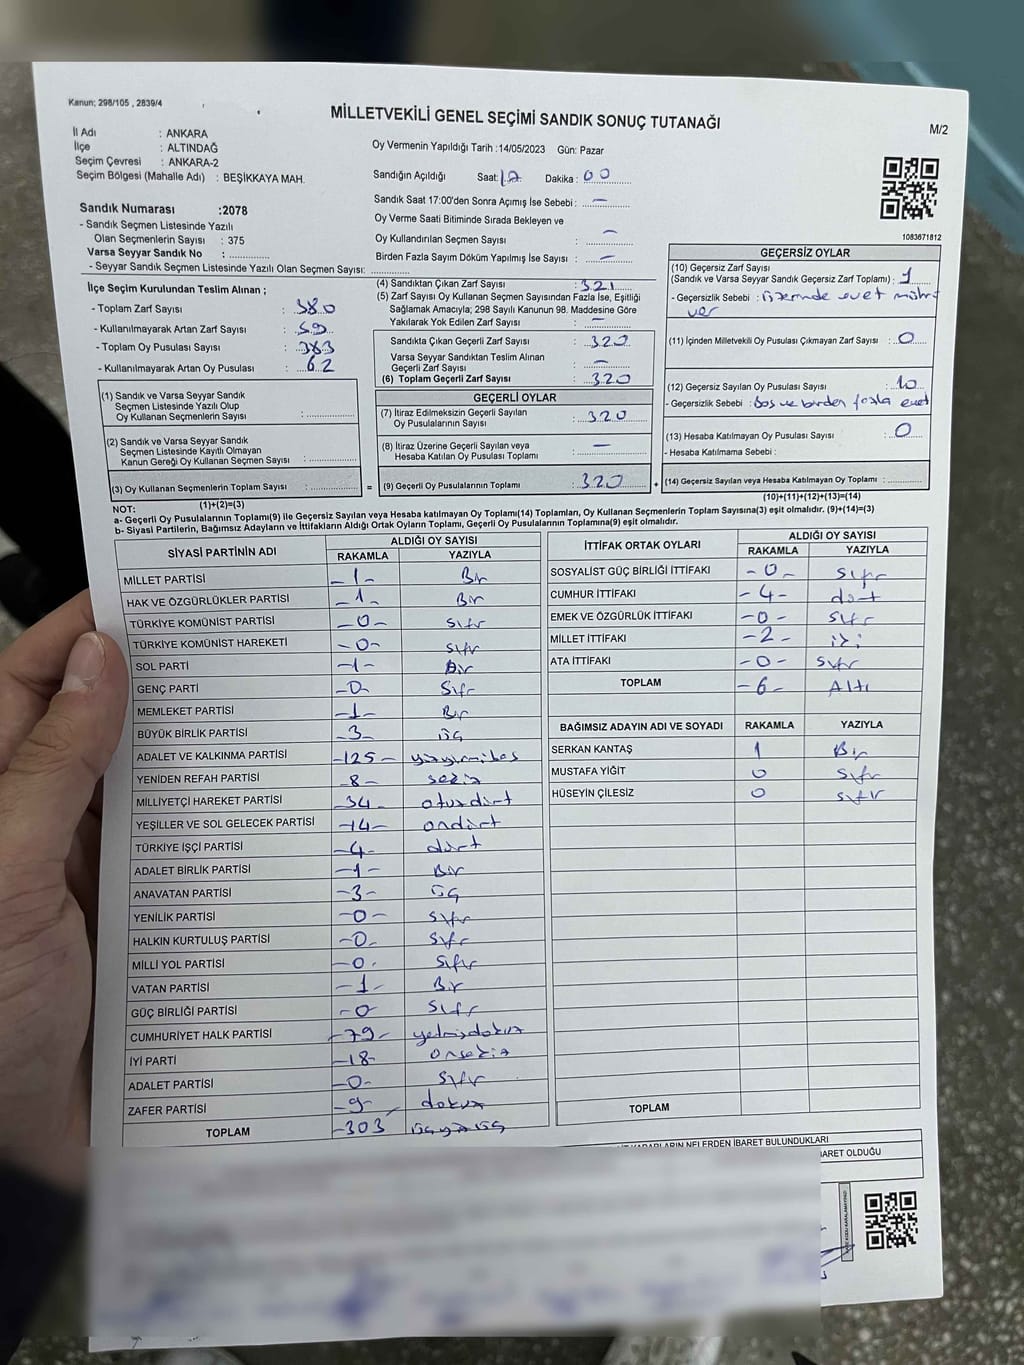 Kanun; 298/105 , 2839/4
MİLLETVEKİLİ GENEL SEÇİMİ SANDIK SONUÇ TUTANAĞI
M/2
İl Adı : ANKARA
İlçe : ALTINDAĞ
Seçim Çevresi : ANKARA-2
Seçim Bölgesi (Mahalle Adı) : BEŞİKKAYA MAH.
Sandık Numarası :2078
- Sandık Seçmen Listesinde Yazılı
Olan Seçmenlerin Sayısı : 375
Varsa Seyyar Sandık No :
- Seyyar Sandık Seçmen Listesinde Yazılı Olan Seçmen Sayısı:
Oy Vermenin Yapıldığı Tarih :14/05/2023 Gün: Pazar
Sandığın Açıldığı Saat: Dakika : 00
Sandık Saat 17:00'den Sonra Açımış İse Sebebi : —
Oy Verme Saati Bitiminde Sırada Bekleyen ve
Oy Kullandırılan Seçmen Sayısı : —
Birden Fazla Sayım Döküm Yapılmış İse Sayısı : —
1083671812
İlçe Seçim Kurulundan Teslim Alınan ;
- Toplam Zarf Sayısı : 380
- Kullanılmayarak Artan Zarf Sayısı : 59
- Toplam Oy Pusulası Sayısı : 383
- Kullanılmayarak Artan Oy Pusulası : 62
(1) Sandık ve Varsa Seyyar Sandık
Seçmen Listesinde Yazılı Olup
Oy Kullanan Seçmenlerin Sayısı :
(2) Sandık ve Varsa Seyyar Sandık
Seçmen Listesinde Kayıtlı Olmayan
Kanun Gereği Oy Kullanan Seçmen Sayısı :
(3) Oy Kullanan Seçmenlerin Toplam Sayısı :
(1)+(2)=(3)
(4) Sandıktan Çıkan Zarf Sayısı : 321
(5) Zarf Sayısı Oy Kullanan Seçmen Sayısından Fazla İse, Eşitliği
Sağlamak Amacıyla; 298 Sayılı Kanunun 98. Maddesine Göre
Yakılarak Yok Edilen Zarf Sayısı : —
Sandıkta Çıkan Geçerli Zarf Sayısı : 320
Varsa Seyyar Sandıktan Teslim Alınan
Geçerli Zarf Sayısı : —
(6) Toplam Geçerli Zarf Sayısı : 320
GEÇERLİ OYLAR
(7) İtiraz Edilmeksizin Geçerli Sayılan
Oy Pusulalarının Sayısı : 320
(8) İtiraz Üzerine Geçerli Sayılan veya
Hesaba Katılan Oy Pusulası Toplamı : —
= (9) Geçerli Oy Pusulalarının Toplamı : 320 +
GEÇERSİZ OYLAR
(10) Geçersiz Zarf Sayısı
(Sandık ve Varsa Seyyar Sandık Geçersiz Zarf Toplamı) : 1
- Geçersizlik Sebebi : üzerinde evet
(11) İçinden Milletvekili Oy Pusulası Çıkmayan Zarf Sayısı : 0
(12) Geçersiz Sayılan Oy Pusulası Sayısı : 10
- Geçersizlik Sebebi : boş ve birden fazla evet
(13) Hesaba Katılmayan Oy Pusulası Sayısı : 0
- Hesaba Katılmama Sebebi :
(14) Geçersiz Sayılan veya Hesaba Katılmayan Oy Toplamı :
(10)+(11)+(12)+(13)=(14)
NOT:
a- Geçerli Oy Pusulalarının Toplamı(9) ile Geçersiz Sayılan veya Hesaba katılmayan Oy Toplamı(14) Toplamları, Oy Kullanan Seçmenlerin Toplam Sayısına(3) eşit olmalıdır. (9)+(14)=(3)
b- Siyasi Partilerin, Bağımsız Adayların ve İttifakların Aldığı Ortak Oyların Toplamı, Geçerli Oy Pusulalarının Toplamına(9) eşit olmalıdır.
SİYASİ PARTİNİN ADI ALDIĞI OY SAYISI
RAKAMLA YAZIYLA
MİLLET PARTİSİ -1- Bir
HAK VE ÖZGÜRLÜKLER PARTİSİ -1- Bir
TÜRKİYE KOMÜNİST PARTİSİ -0- sıfır
TÜRKİYE KOMÜNİST HAREKETİ -0- sıfır
SOL PARTİ -1- Bir
GENÇ PARTİ -0- Sıfır
MEMLEKET PARTİSİ -1- Bir
BÜYÜK BİRLİK PARTİSİ -3- üç
ADALET VE KALKINMA PARTİSİ -125- yüzyirmibeş
YENİDEN REFAH PARTİSİ -8- sekiz
MİLLİYETÇİ HAREKET PARTİSİ -34- otuzdört
YEŞİLLER VE SOL GELECEK PARTİSİ -14- ondört
TÜRKİYE İŞÇİ PARTİSİ -4- dört
ADALET BİRLİK PARTİSİ -1- Bir
ANAVATAN PARTİSİ -3- üç
YENİLİK PARTİSİ -0- Sıfır
HALKIN KURTULUŞ PARTİSİ -0- Sıfır
MİLLİ YOL PARTİSİ -0- Sıfır
VATAN PARTİSİ -1- Bir
GÜÇ BİRLİĞİ PARTİSİ -0 Sıfır
CUMHURİYET HALK PARTİSİ -79- yetmişdokuz
İYİ PARTİ -18- onsekiz
ADALET PARTİSİ -0- Sıfır
ZAFER PARTİSİ -9- dokuz
TOPLAM -303 üçyüzüç
İTTİFAK ORTAK OYLARI ALDIĞI OY SAYISI
RAKAMLA YAZIYLA
SOSYALİST GÜÇ BİRLİĞİ İTTİFAKI -0- Sıfır
CUMHUR İTTİFAKI -4- dört
EMEK VE ÖZGÜRLÜK İTTİFAKI -0- Sıfır
MİLLET İTTİFAKI -2- iki
ATA İTTİFAKI -0- Sıfır
TOPLAM -6- Altı
BAĞIMSIZ ADAYIN ADI VE SOYADI RAKAMLA YAZIYLA
SERKAN KANTAŞ 1 Bir
MUSTAFA YİĞİT 0 Sıfır
HÜSEYİN ÇİLESİZ 0 sıfır
TOPLAM
NELERDEN İBARET BULUNDUKLARI
İBARET OLDUĞU